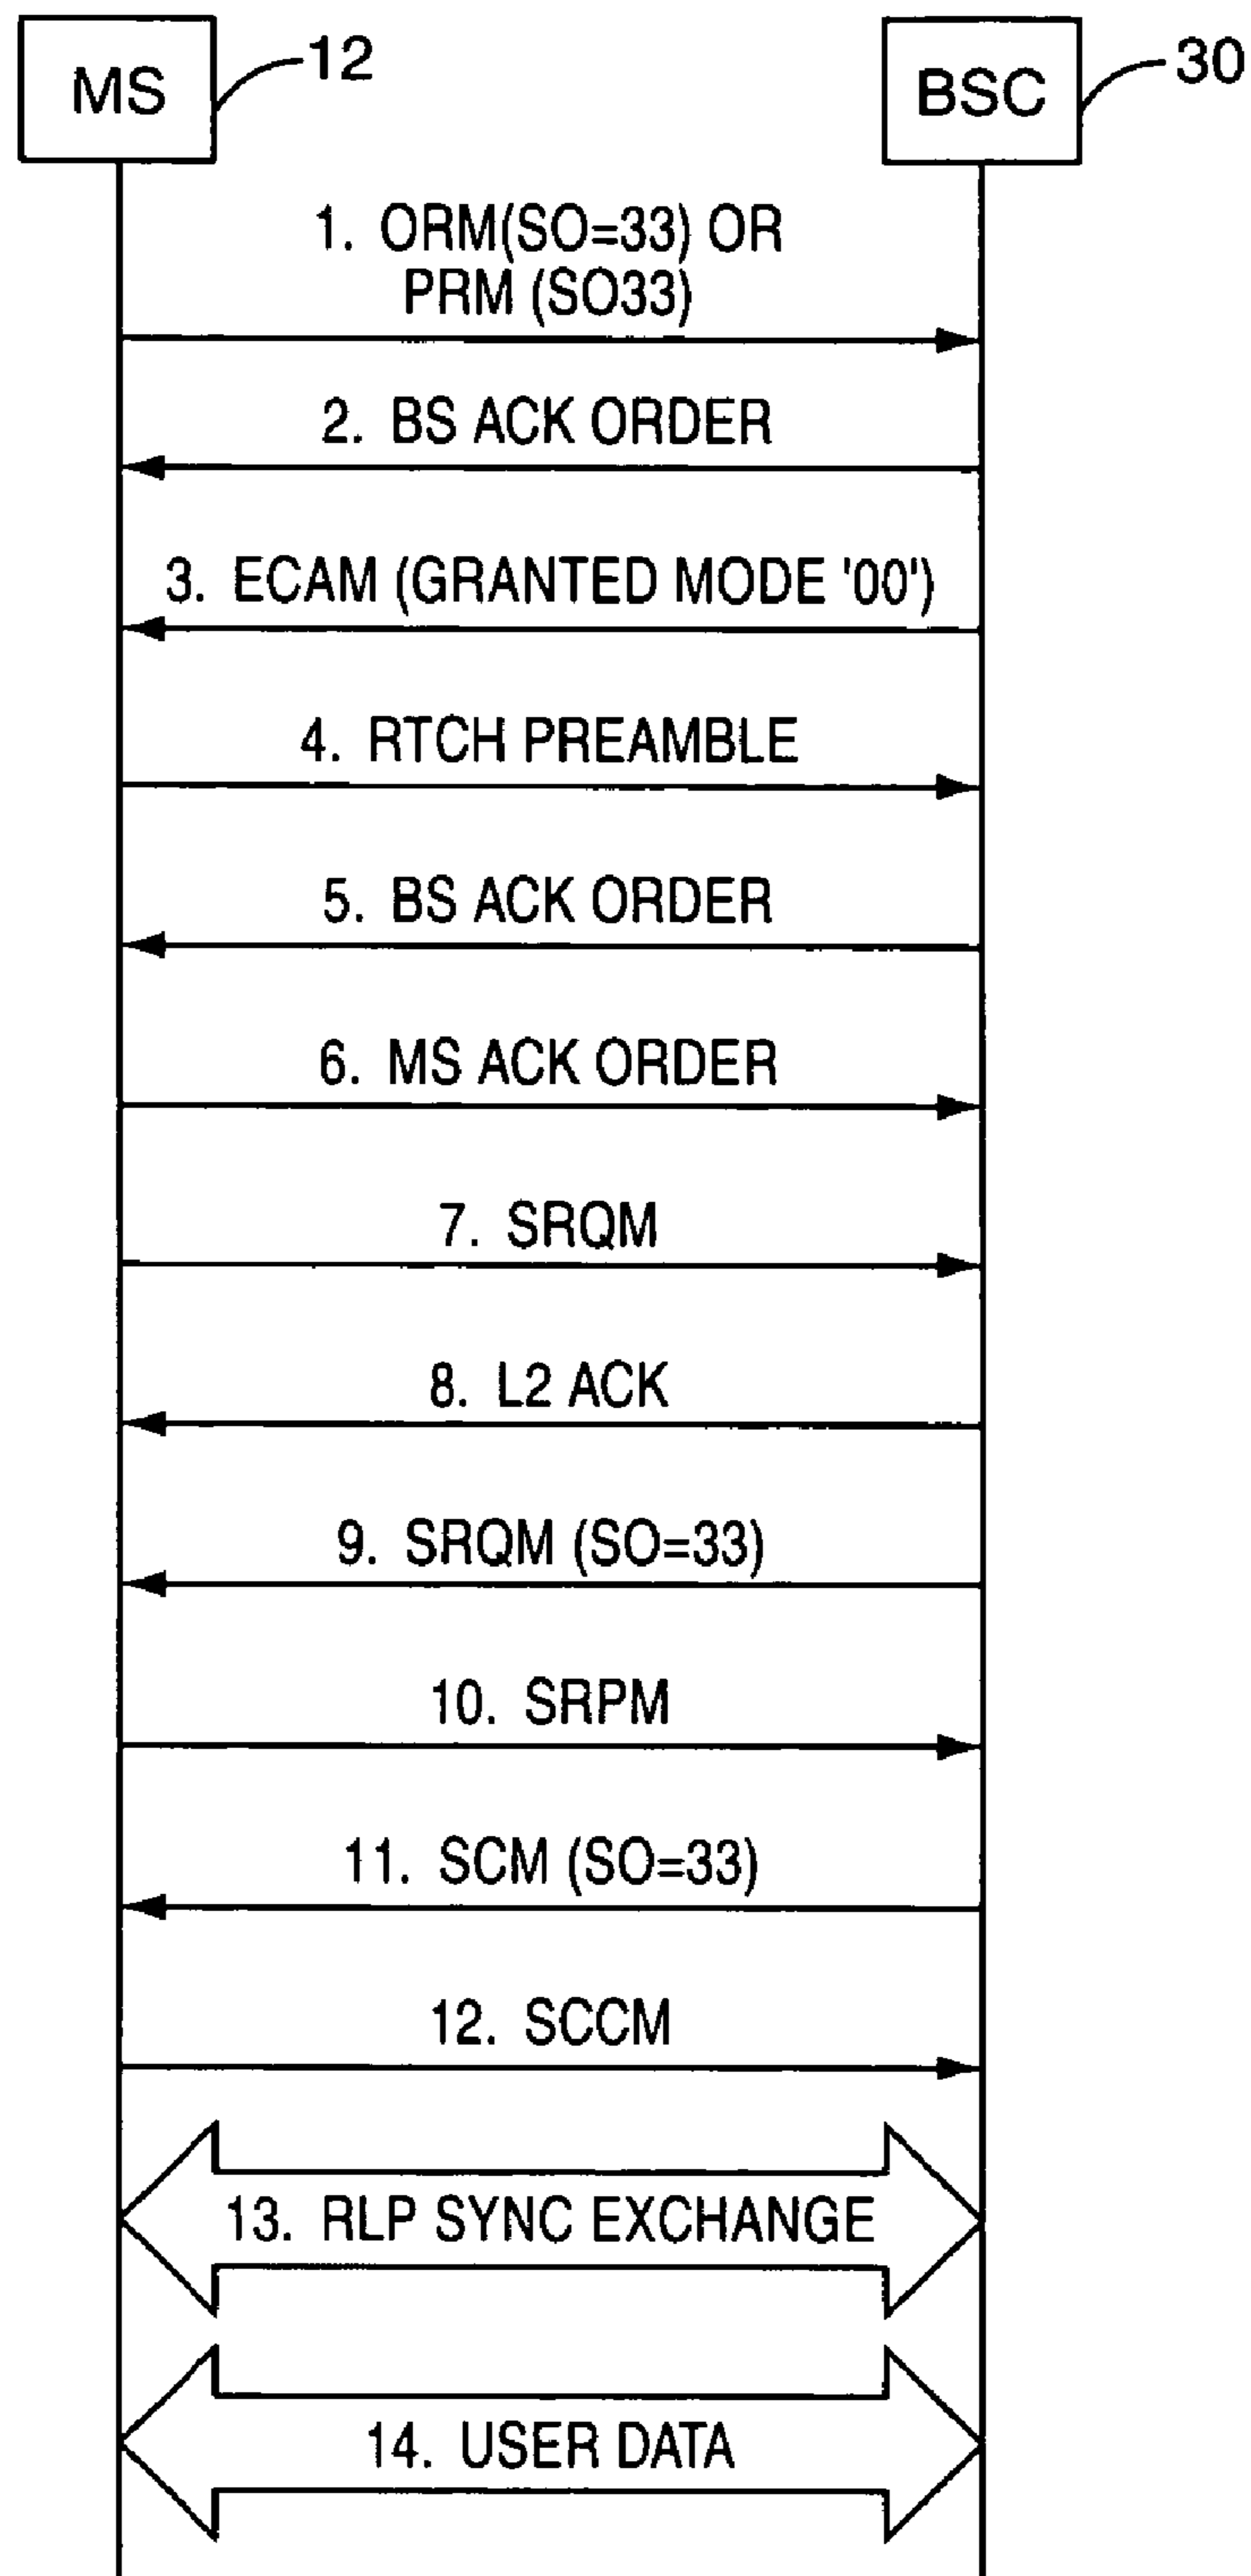 MS
12
BSC
30
1. ORM(SO=33) OR
PRM (SO33)
2. BS ACK ORDER
3. ECAM (GRANTED MODE '00')
4. RTCH PREAMBLE
5. BS ACK ORDER
6. MS ACK ORDER
7. SRQM
8. L2 ACK
9. SRQM (SO=33)
10. SRPM
11. SCM (SO=33)
12. SCCM
13. RLP SYNC EXCHANGE
14. USER DATA